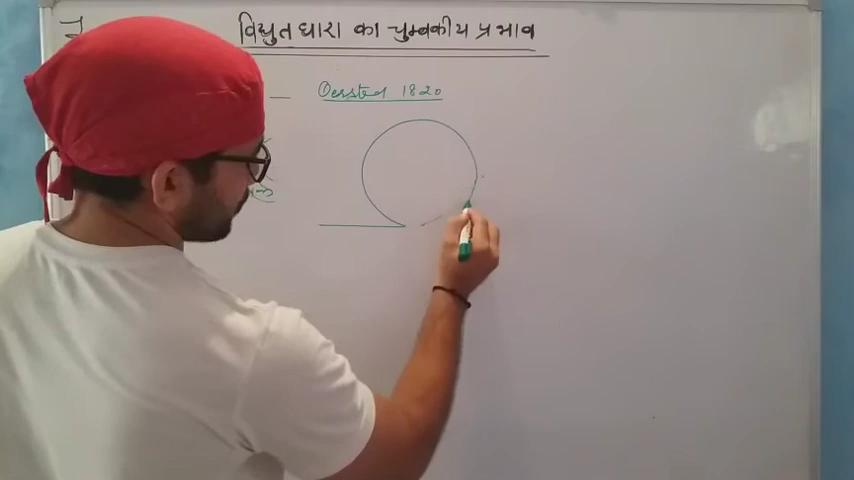 विद्युत धारा का चुम्बकीय प्रभाव
— Oersted 1820